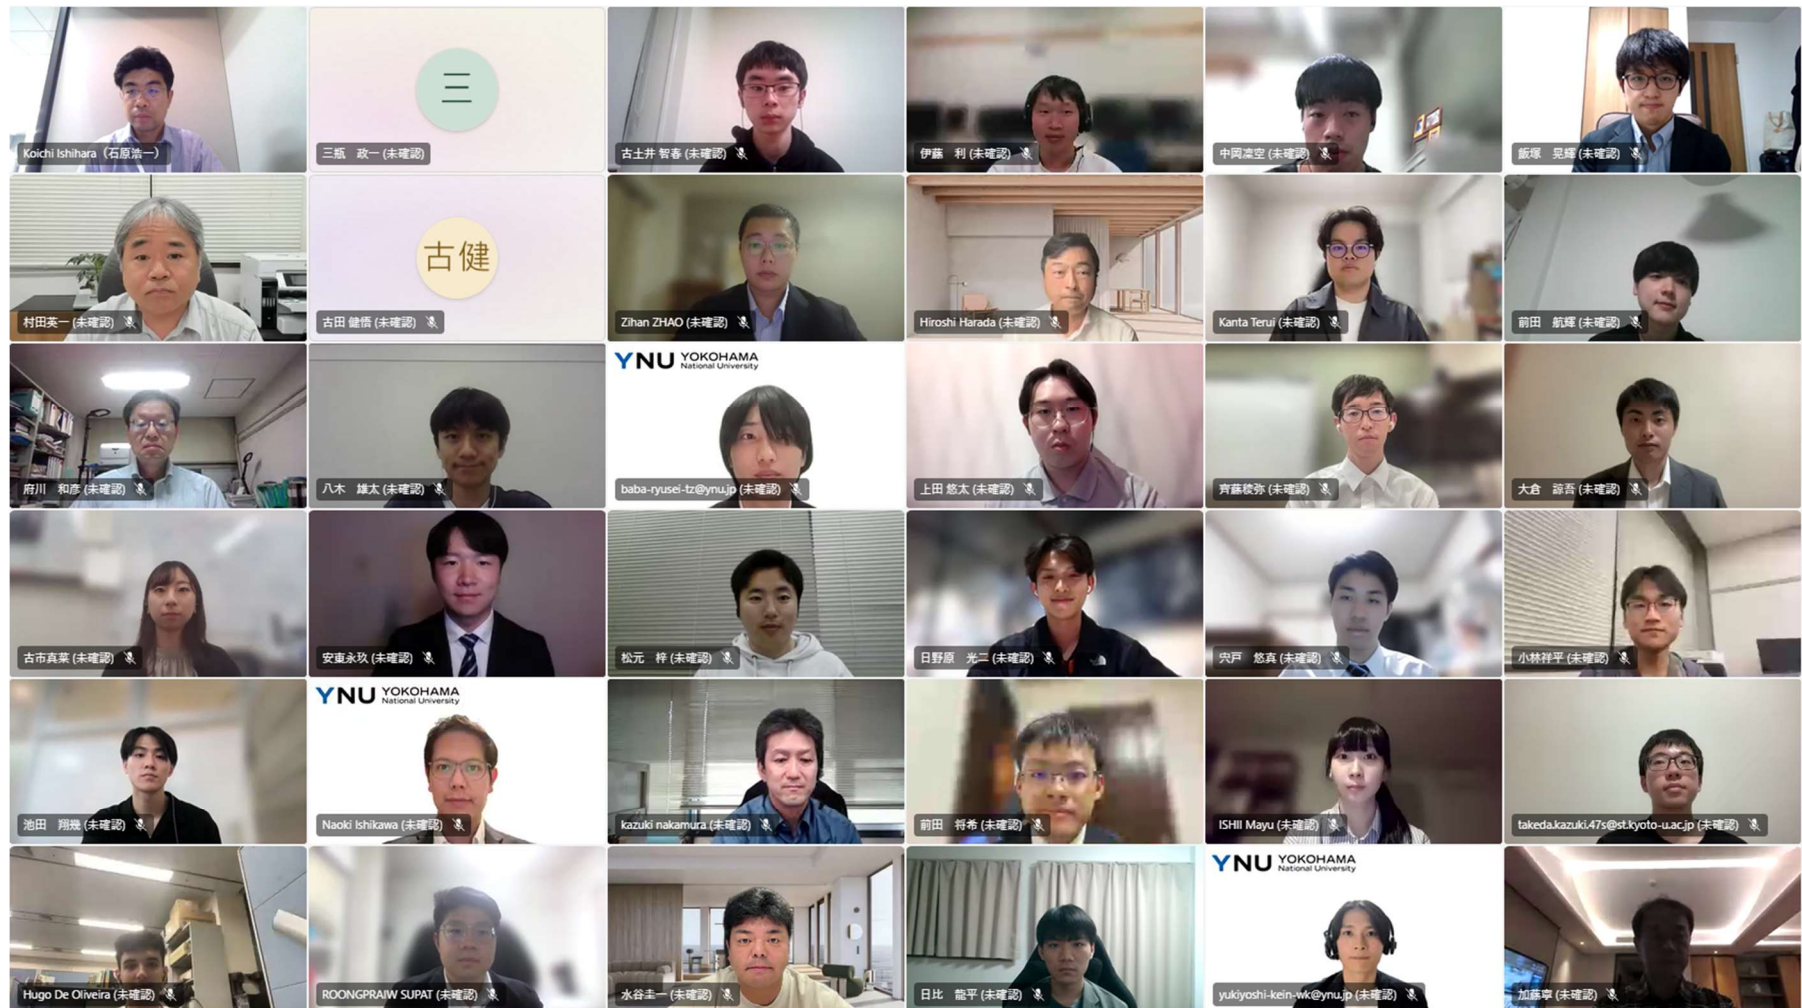 Koichi Ishihara（石原浩一）
三
三瓶　政一 (未確認)
古土井 智春 (未確認)
伊藤　利 (未確認)
中岡凛空 (未確認)
飯塚　晃輝 (未確認)
村田英一 (未確認)
古健
古田 健悟 (未確認)
Zihan ZHAO (未確認)
Hiroshi Harada (未確認)
Kanta Terui (未確認)
前田　航輝 (未確認)
府川　和彦 (未確認)
八木　雄太 (未確認)
YNU YOKOHAMA
National University
baba-ryusei-tz@ynu.jp (未確認)
上田 悠太 (未確認)
齊藤稜弥 (未確認)
大倉　諒吾 (未確認)
古市真菜 (未確認)
安東永玖 (未確認)
松元　梓 (未確認)
日野原　光二 (未確認)
宍戸　悠真 (未確認)
小林祥平 (未確認)
池田　翔幾 (未確認)
YNU YOKOHAMA
National University
Naoki Ishikawa (未確認)
kazuki nakamura (未確認)
前田　将希 (未確認)
ISHII Mayu (未確認)
takeda.kazuki.47s@st.kyoto-u.ac.jp (未確認)
Hugo De Oliveira (未確認)
ROONGPRAIW SUPAT (未確認)
水谷圭一 (未確認)
日比　龍平 (未確認)
YNU YOKOHAMA
National University
yukiyoshi-kein-wk@ynu.jp (未確認)
加藤寧 (未確認)